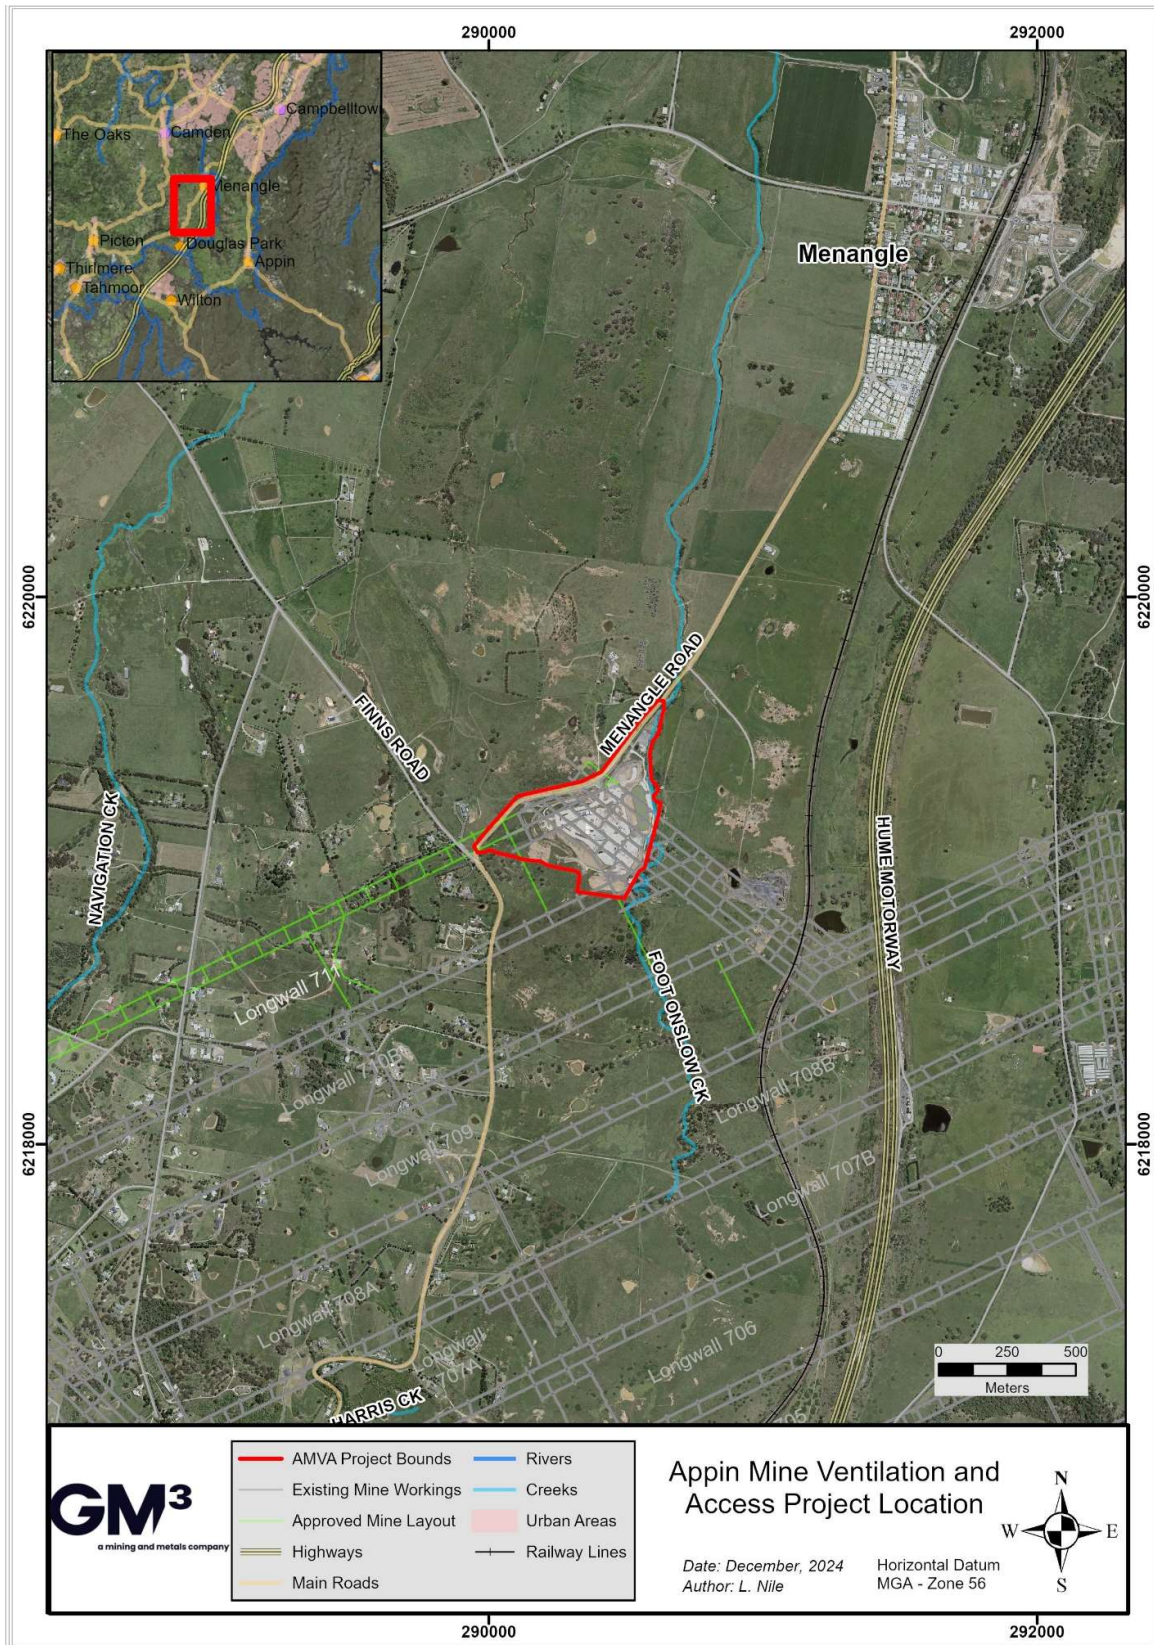 290000
292000
Campbelltow
The Oaks
Camden
Menangle
Picton
Douglas Park
Thirlmere
Appin
Tahmoor
Wilton
Menangle
6220000
6220000
MENANGLE ROAD
FINNS ROAD
NAVIGATION CK
HUME MOTORWAY
FOOT ONSLOW CK
Longwall 711
Longwall 710B
Longwall 708B
Longwall 709
6218000
6218000
Longwall 707B
Longwall 708A
Longwall
707A
Longwall 706
HARRIS CK
0 250 500
Meters
GM³
a mining and metals company
AMVA Project Bounds
Existing Mine Workings
Approved Mine Layout
Highways
Main Roads
Rivers
Creeks
Urban Areas
Railway Lines
Appin Mine Ventilation and
Access Project Location
Date: December, 2024
Author: L. Nile
Horizontal Datum
MGA - Zone 56
N
W E
S
290000
292000